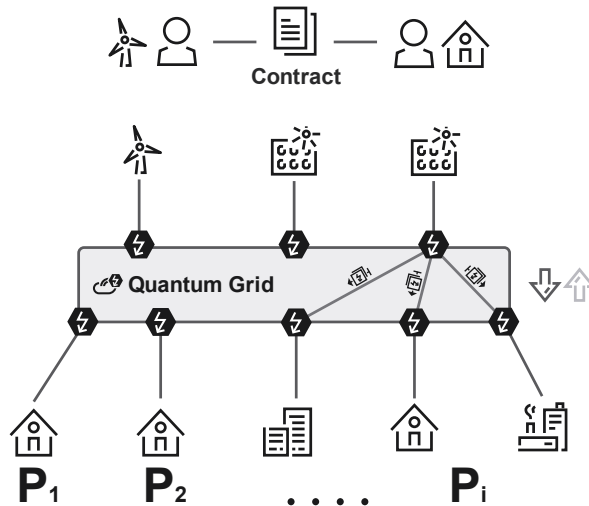 Contract
Quantum Grid
P1 P2 . . . . Pi